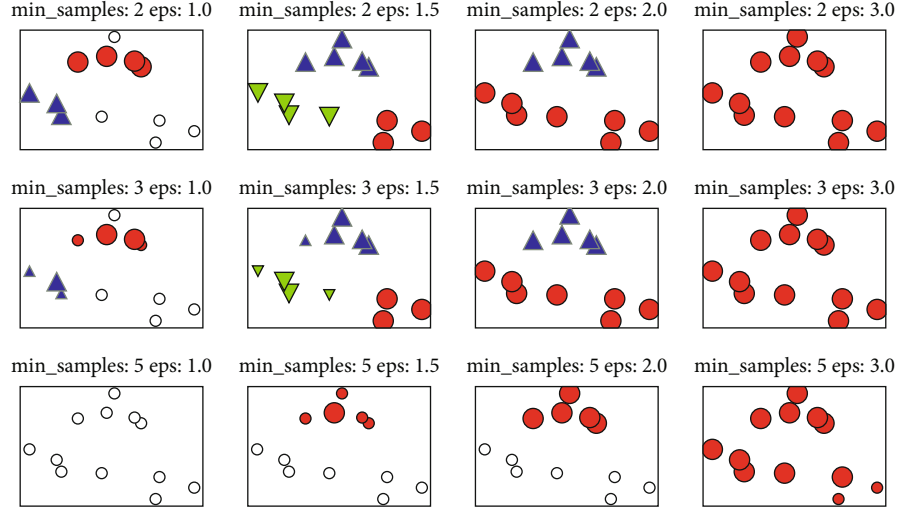 min_samples: 2 eps: 1.0
min_samples: 2 eps: 1.5
min_samples: 2 eps: 2.0
min_samples: 2 eps: 3.0
min_samples: 3 eps: 1.0
min_samples: 3 eps: 1.5
min_samples: 3 eps: 2.0
min_samples: 3 eps: 3.0
min_samples: 5 eps: 1.0
min_samples: 5 eps: 1.5
min_samples: 5 eps: 2.0
min_samples: 5 eps: 3.0